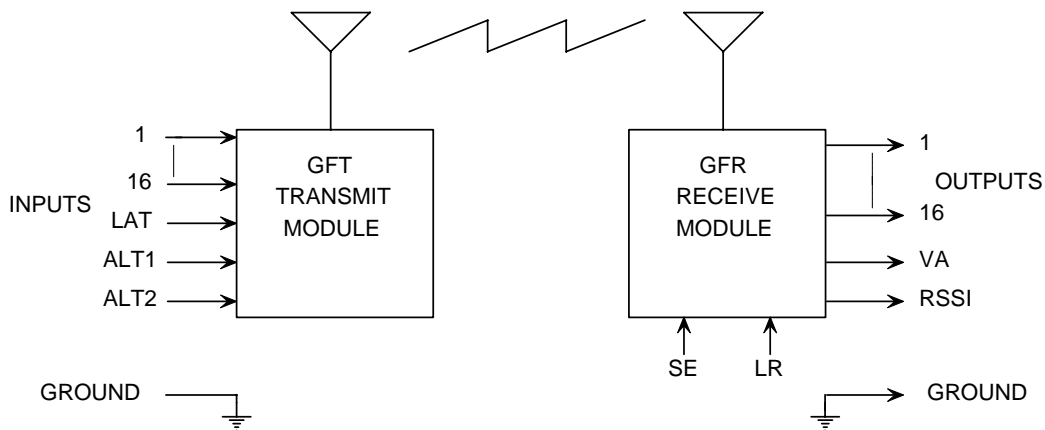 1
16
INPUTS
LAT
ALT1
ALT2
GROUND
GFT
TRANSMIT
MODULE
GFR
RECEIVE
MODULE
1
OUTPUTS
16
VA
RSSI
SE
LR
GROUND